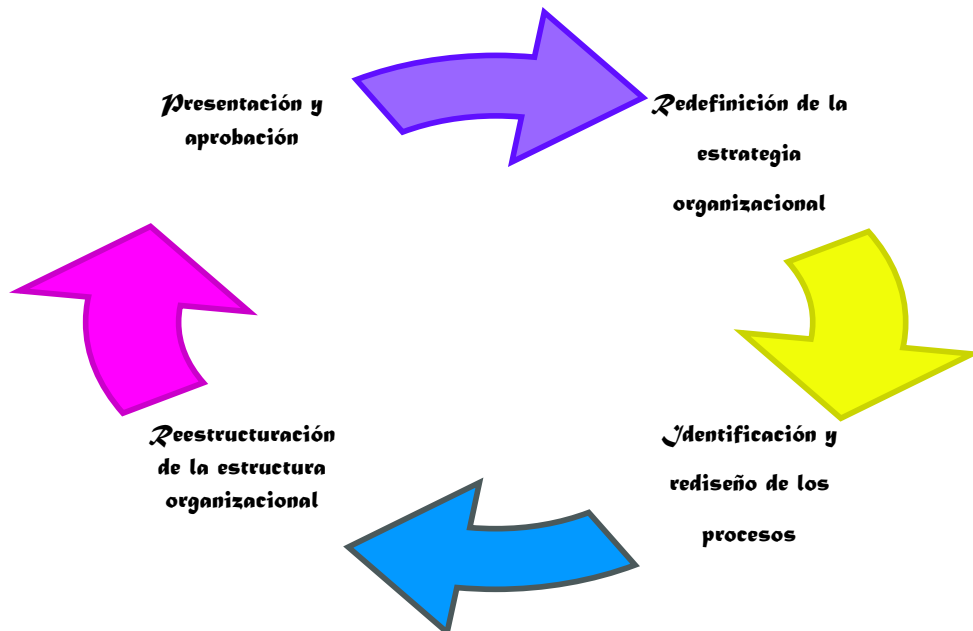 Presentación y
aprobación
Redefinición de la
estrategia
organizacional
Identificación y
rediseño de los
procesos
Reestructuración
de la estructura
organizacional